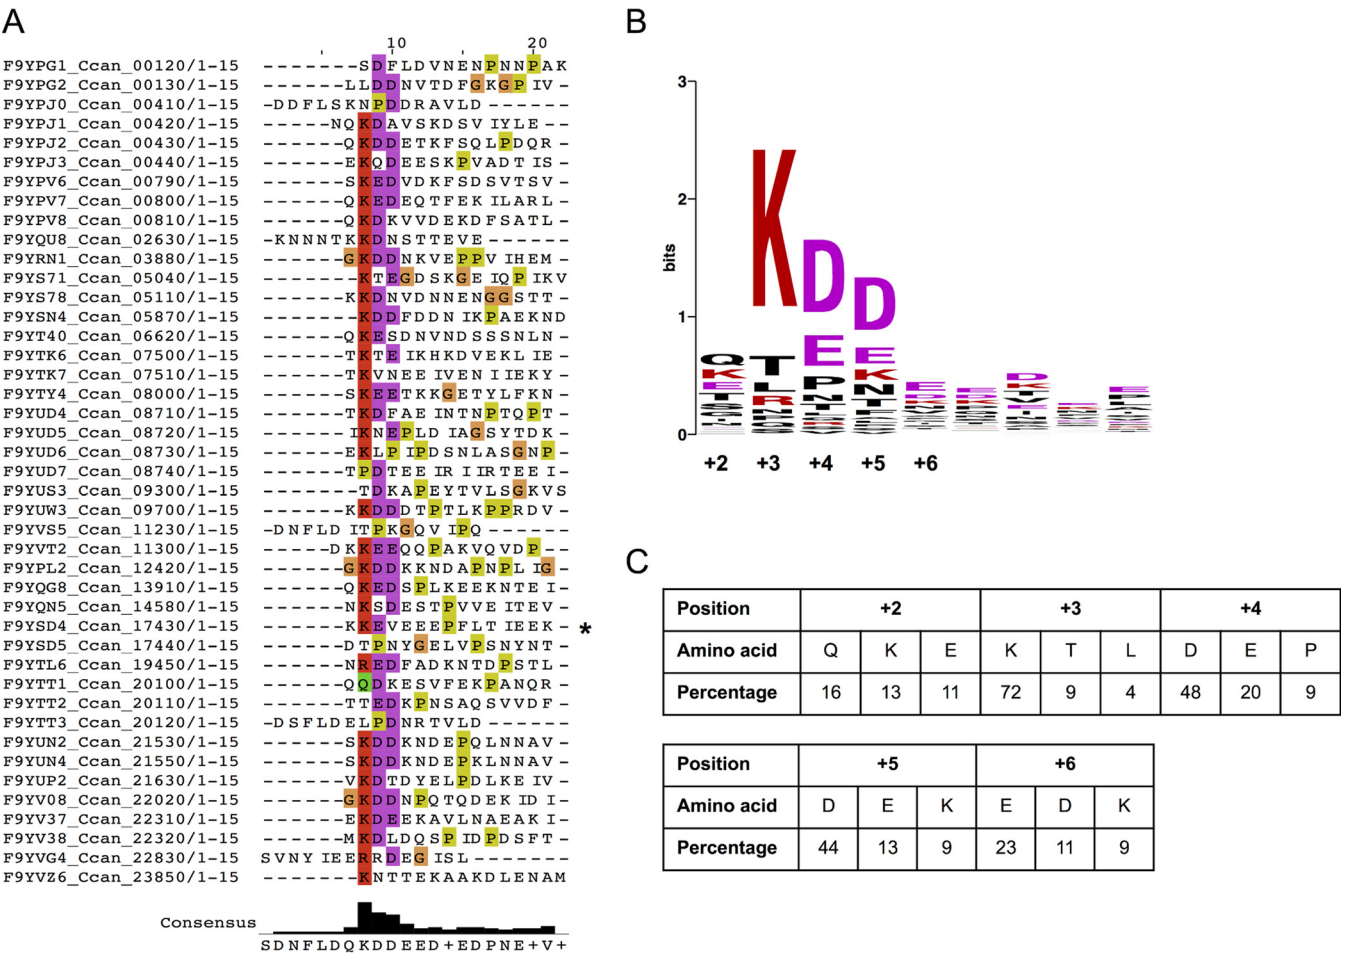 A
10 20
F9YPG1_Ccan_00120/1-15 -------SDFLDVNENPNNPAK
F9YPG2_Ccan_00130/1-15 ------LLDDNVTDFGKGPIV-
F9YPJ0_Ccan_00410/1-15 -DDFLSKNPDDRAVLD------
F9YPJ1_Ccan_00420/1-15 -----NQKDAVSKDSVIYLE--
F9YPJ2_Ccan_00430/1-15 ------QKDDETKFSQLPDQR-
F9YPJ3_Ccan_00440/1-15 ------EKQDEESKPVADTIS-
F9YPV6_Ccan_00790/1-15 ------SKEDVDKFSDSVTSV-
F9YPV7_Ccan_00800/1-15 ------QKEDEQTFEKILARL-
F9YPV8_Ccan_00810/1-15 ------QKDKVVDEKDFSATL-
F9YQU8_Ccan_02630/1-15 -KNNNTKKDNSTTEVE------
F9YRN1_Ccan_03880/1-15 ------GKDDNKVEPPVIHEM-
F9YS71_Ccan_05040/1-15 -------KTEGDSKGEIQPIKV
F9YS78_Ccan_05110/1-15 ------KKDNVDNNENGGSTT-
F9YSN4_Ccan_05870/1-15 -------KDDFDDNIKPAEKND
F9YT40_Ccan_06620/1-15 ------QKESDNVNDSSSNLN-
F9YTK6_Ccan_07500/1-15 ------TKTEIKHKDVEKLIE-
F9YTK7_Ccan_07510/1-15 ------TKVNEEIVENIIEKY-
F9YTY4_Ccan_08000/1-15 ------SKEETKKGETYLFKN-
F9YUD4_Ccan_08710/1-15 ------TKDFAEINTNPTQPT-
F9YUD5_Ccan_08720/1-15 ------IKNEPLDIAGSYTDK-
F9YUD6_Ccan_08730/1-15 ------EKLPIPDSNLASGNP-
F9YUD7_Ccan_08740/1-15 ------TPDTEEIRIIRTEEI-
F9YUS3_Ccan_09300/1-15 -------TDKAPEYTVLSGKVS
F9YUW3_Ccan_09700/1-15 ------KKDDDTPTLKPPRDV-
F9YVS5_Ccan_11230/1-15 -DNFLDITPKGQVIPQ------
F9YVT2_Ccan_11300/1-15 -----DKKEEQQPAKVQVDP--
F9YPL2_Ccan_12420/1-15 ------GKDDKKNDAPNPLIG-
F9YQG8_Ccan_13910/1-15 ------QKEDSPLKEEKNTEI-
F9YQN5_Ccan_14580/1-15 ------NKSDESTPVVEITEV-
F9YSD4_Ccan_17430/1-15 ------KKEVEEEPFLTIEEK- *
F9YSD5_Ccan_17440/1-15 ------DTPNYGELVPSNYNT-
F9YTL6_Ccan_19450/1-15 ------NREDFADKNTDPSTL-
F9YTT1_Ccan_20100/1-15 ------QQDKESVFEKPANQR-
F9YTT2_Ccan_20110/1-15 ------TTEDKPNSAQSVVDF-
F9YTT3_Ccan_20120/1-15 -DSFLDELPDNRTVLD------
F9YUN2_Ccan_21530/1-15 ------SKDDKNDEPQLNNAV-
F9YUN4_Ccan_21550/1-15 ------SKDDKNDEPKLNNAV-
F9YUP2_Ccan_21630/1-15 ------VKDTDYELPDLKEIV-
F9YV08_Ccan_22020/1-15 ------GKDDNPQTQDEKIDI-
F9YV37_Ccan_22310/1-15 ------EKDEEKAVLNAEAKI-
F9YV38_Ccan_22320/1-15 ------MKDLDQSPIDPDSFT-
F9YVG4_Ccan_22830/1-15 SVNYIEERRDEGISL-------
F9YVZ6_Ccan_23850/1-15 -------KNTTEKAAKDLENAM
Consensus
SDNFLDQKDDEED+EDPNE+V+
B
bits
3
2
1
0
+2 +3 +4 +5 +6
C
Position +2 +3 +4
Amino acid Q K E K T L D E P
Percentage 16 13 11 72 9 4 48 20 9
Position +5 +6
Amino acid D E K E D K
Percentage 44 13 9 23 11 9